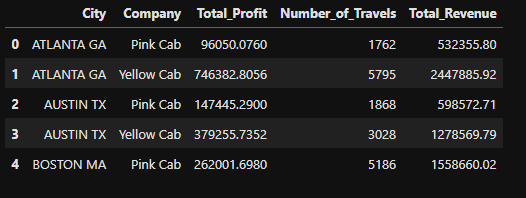 City Company Total_Profit Number_of_Travels Total_Revenue
0 ATLANTA GA Pink Cab 96050.0760 1762 532355.80
1 ATLANTA GA Yellow Cab 746382.8056 5795 2447885.92
2 AUSTIN TX Pink Cab 147445.2900 1868 598572.71
3 AUSTIN TX Yellow Cab 379255.7352 3028 1278569.79
4 BOSTON MA Pink Cab 262001.6980 5186 1558660.02